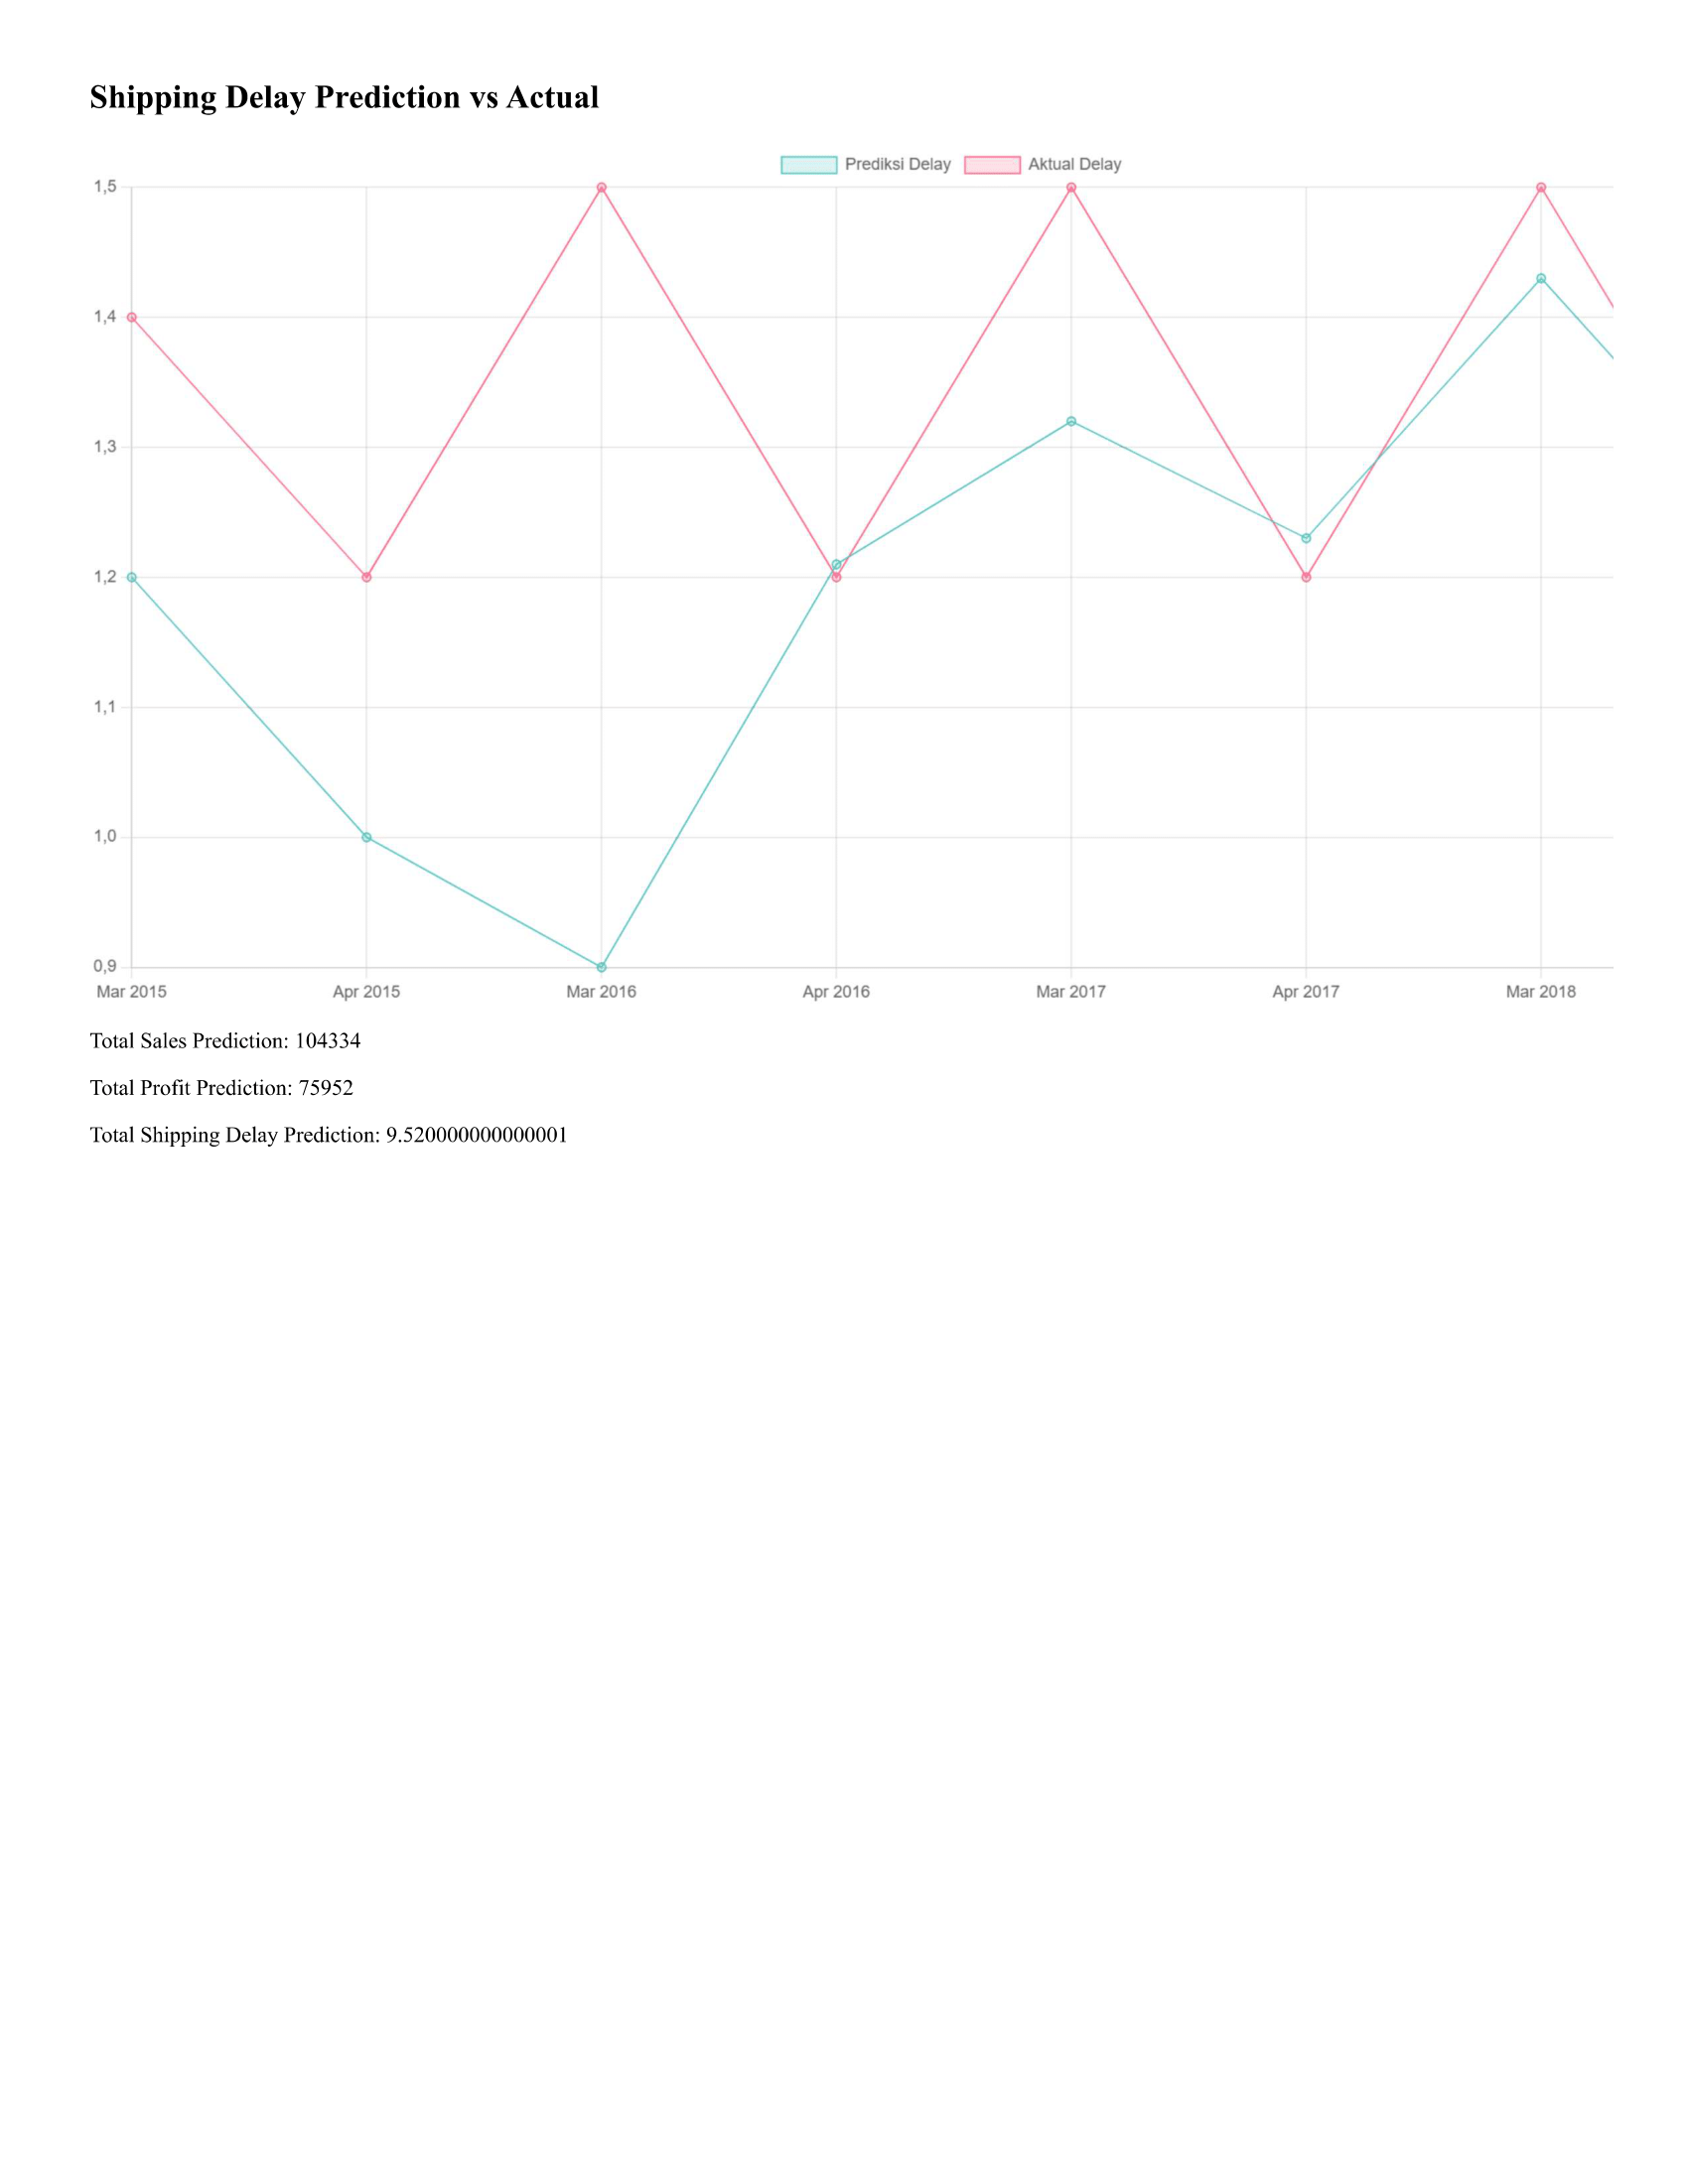 Shipping Delay Prediction vs Actual
Prediksi Delay Aktual Delay
1,5
1,4
1,3
1,2
1,1
1,0
0,9
Mar 2015 Apr 2015 Mar 2016 Apr 2016 Mar 2017 Apr 2017 Mar 2018
Total Sales Prediction: 104334
Total Profit Prediction: 75952
Total Shipping Delay Prediction: 9.520000000000001